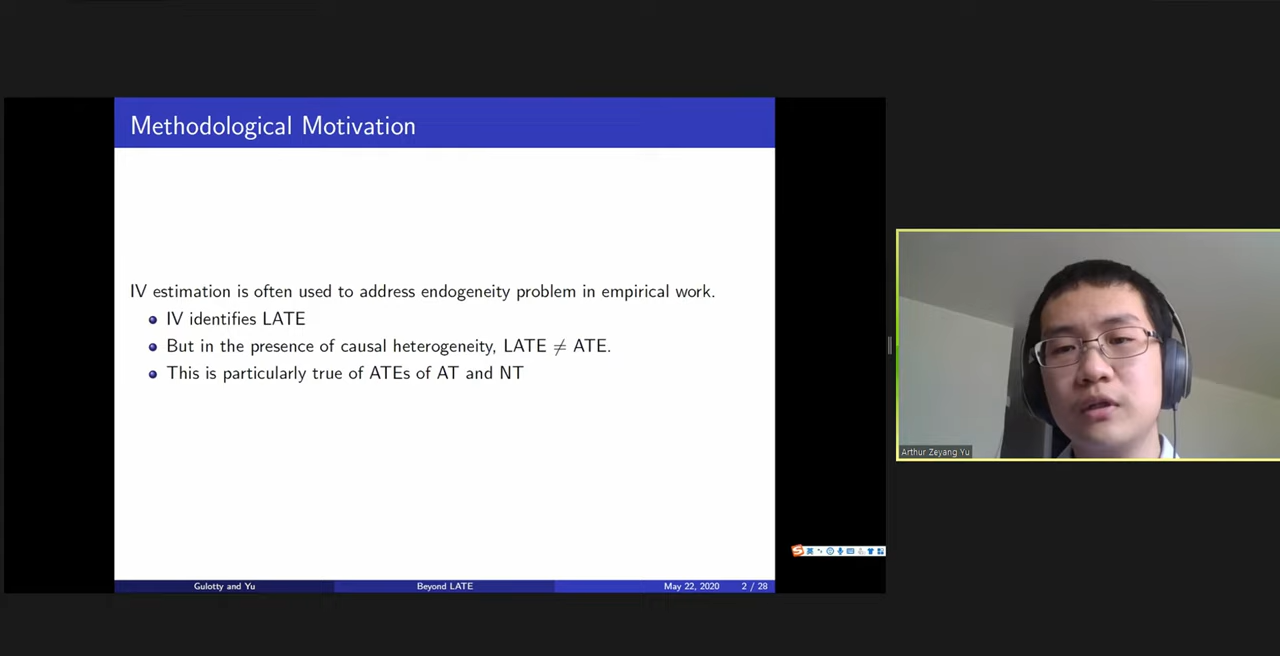 Methodological Motivation
IV estimation is often used to address endogeneity problem in empirical work.
IV identifies LATE
But in the presence of causal heterogeneity, LATE ≠ ATE.
This is particularly true of ATEs of AT and NT
Arthur Zeyang Yu
Gulotty and Yu Beyond LATE May 22, 2020 2 / 28